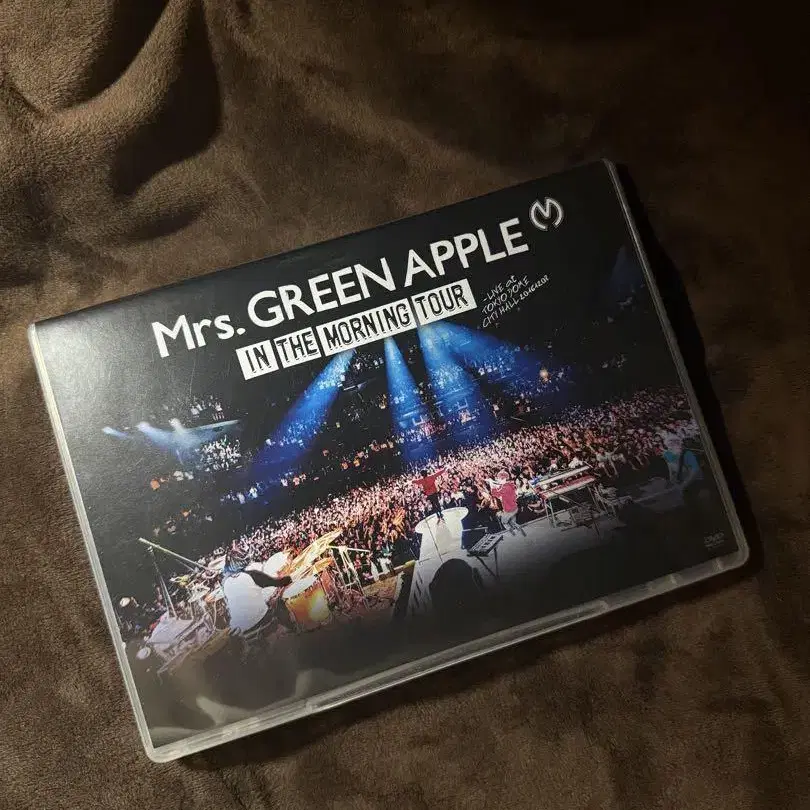 Mrs. GREEN APPLE
IN THE MORNING TOUR
-LIVE at
TOKYO DOME
CITY HALL 20161208
DVD